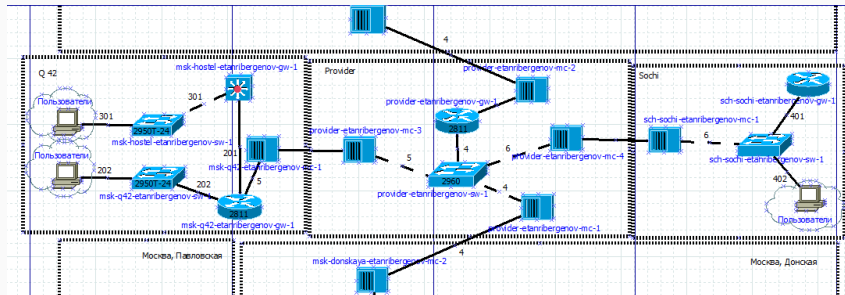 4
Q 42
msk-hostel-etanribergenov-gw-1
Provider
provider-etanribergenov-mc-2
Sochi
Пользователи
301
301
2950T-24
msk-hostel-etanribergenov-sw-1
provider-etanribergenov-gw-1
2811
sch-sochi-etanribergenov-gw-1
sch-sochi-etanribergenov-mc-1
401
provider-etanribergenov-mc-3
4
6
6
Пользователи
201
msk-q42-etanribergenov-mc-1
5
provider-etanribergenov-mc-4
sch-sochi-etanribergenov-sw-1
202
2950T-24
202
5
2960
402
msk-q42-etanribergenov-sw-1
provider-etanribergenov-sw-1
4
2811
msk-q42-etanribergenov-gw-1
provider-etanribergenov-mc-1
Пользователи
4
Москва, Павловская
msk-donskaya-etanribergenov-mc-2
Москва, Донская